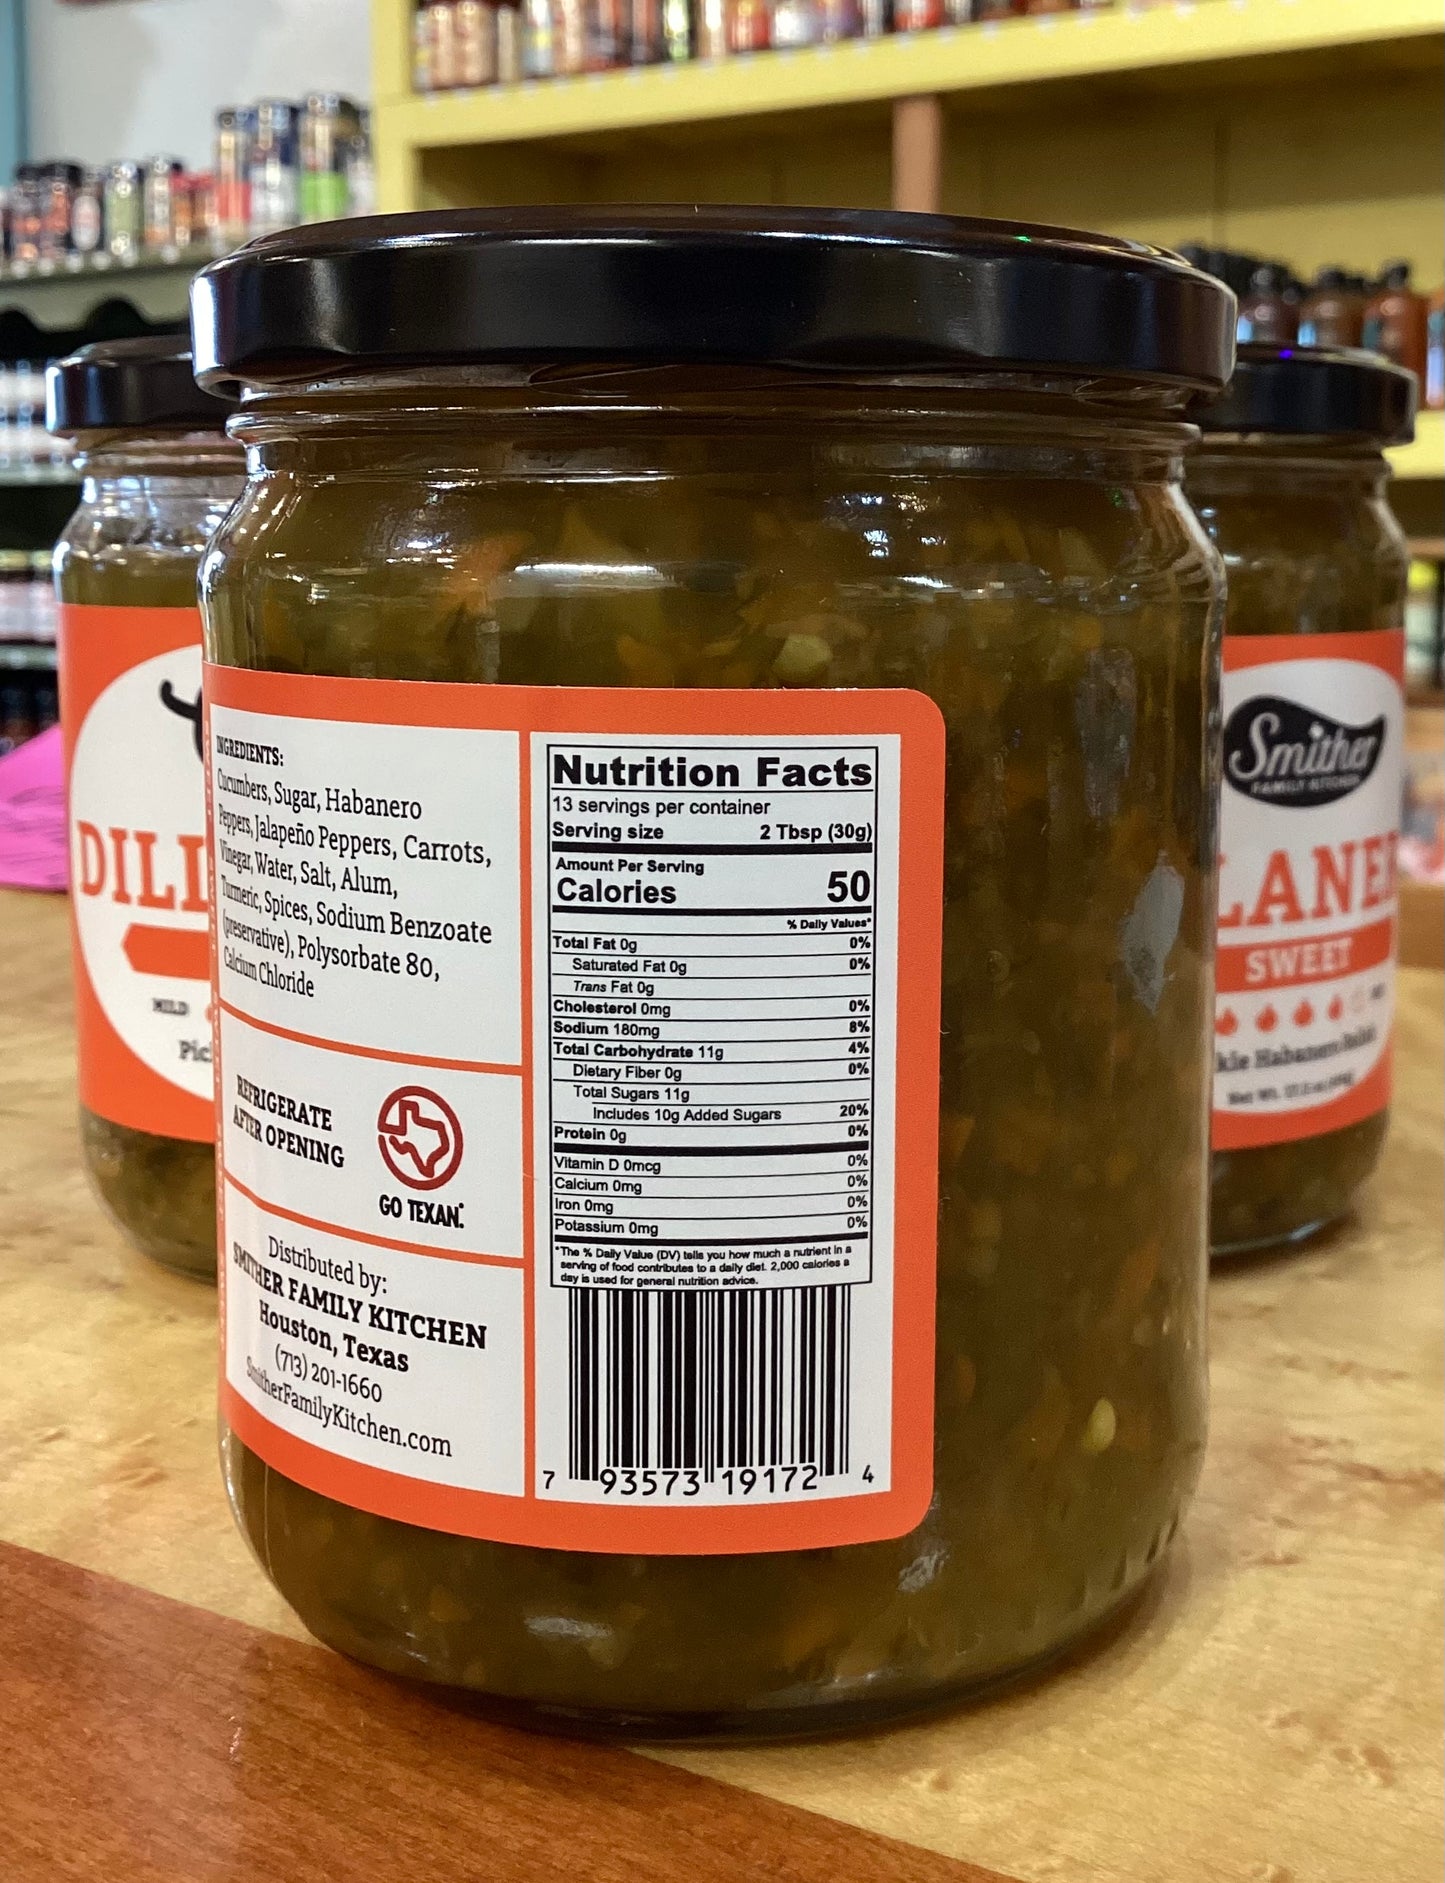 INGREDIENTS:
Cucumbers, Sugar, Habanero
Peppers, Jalapeño Peppers, Carrots,
Vinegar, Water, Salt, Alum,
Turmeric, Spices, Sodium Benzoate
(preservative), Polysorbate 80,
Calcium Chloride
REFRIGERATE
AFTER OPENING
GO TEXAN.
Distributed by:
SMITHER FAMILY KITCHEN
Houston, Texas
(713) 201-1660
SmitherFamilyKitchen.com
Nutrition Facts
13 servings per container
Serving size 2 Tbsp (30g)
Amount Per Serving
Calories 50
% Daily Values*
Total Fat 0g 0%
Saturated Fat 0g 0%
Trans Fat 0g
Cholesterol 0mg 0%
Sodium 180mg 8%
Total Carbohydrate 11g 4%
Dietary Fiber 0g 0%
Total Sugars 11g
Includes 10g Added Sugars 20%
Protein 0g 0%
Vitamin D 0mcg 0%
Calcium 0mg 0%
Iron 0mg 0%
Potassium 0mg 0%
*The % Daily Value (DV) tells you how much a nutrient in a
serving of food contributes to a daily diet. 2,000 calories a
day is used for general nutrition advice.
7 93573 19172 4
DILL
MILD
Pic
Smither
FAMILY KITCHEN
LANE
SWEET
kle Habanero Relish